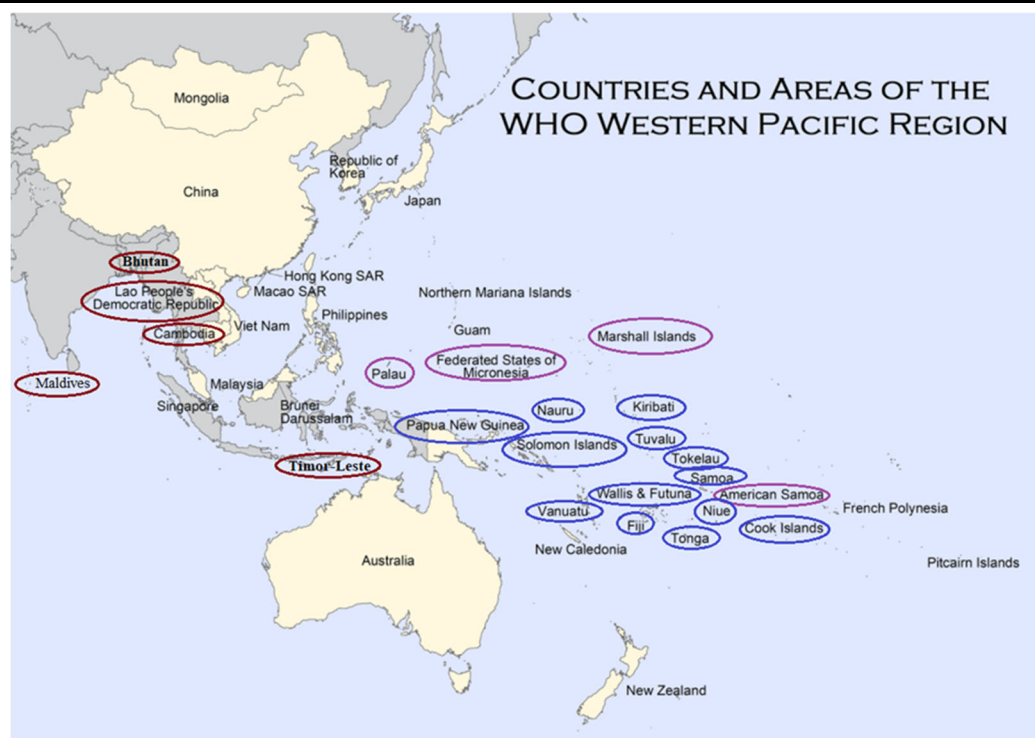 COUNTRIES AND AREAS OF THE
WHO WESTERN PACIFIC REGION
Mongolia
Republic of
Korea
China
Japan
Bhutan
Hong Kong SAR
Macao SAR
Lao People's
Democratic Republic
Northern Mariana Islands
Philippines
Viet Nam
Cambodia
Guam
Marshall Islands
Federated States of
Micronesia
Palau
Maldives
Malaysia
Singapore
Brunei
Darussalam
Nauru
Kiribati
Papua New Guinea
Solomon Islands
Tuvalu
Tokelau
Timor-Leste
Samoa
Wallis & Futuna
American Samoa
Vanuatu
Niue
French Polynesia
Fiji
Cook Islands
Tonga
New Caledonia
Australia
Pitcairn Islands
New Zealand